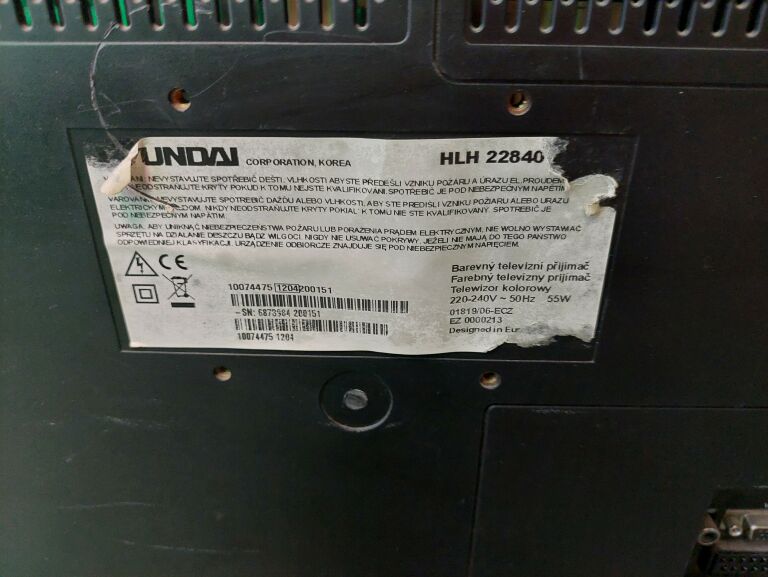 YUNDAI CORPORATION, KOREA HLH 22840
NEVYSTAVUJTE SPOTŘEBIČ DEŠTI, VLHKOSTI ABYSTE PŘEDEŠLI VZNIKU POŽÁRU A ÚRAZU EL. PROUDEM.
NEODSTRAŇUJTE KRYTY POKUD K TOMU NEJSTE KVALIFIKOVANI. SPOTŘEBIČ JE POD NEBEZPEČNÝM NAPĚTÍM
VAROVANIE: NEVYSTAVUJTE SPOTREBIČ DAŽĎU ALEBO VLHKOSTI, ABY STE PREDIŠLI VZNIKU POŽIARU ALEBO ÚRAZU
ELEKTRICKÝM PRÚDOM. NIKDY NEODSTRAŇUJTE KRYTY POKIAĽ K TOMU NIE STE KVALIFIKOVANÝ. SPOTREBIČ JE
POD NEBEZPEČNÝM NAPÄTÍM
UWAGA: ABY UNIKNĄĆ NIEBEZPIECZEŃSTWA POŻARU LUB PORAŻENIA PRĄDEM ELEKTRYCZNYM, NIE WOLNO WYSTAWIAĆ
SPRZĘTU NA DZIAŁANIE DESZCZU BĄDŹ WILGOCI. NIGDY NIE USUWAĆ POKRYWY, JEŻELI NIE MAJĄ DO TEGO PAŃSTWO
ODPOWIEDNIEJ KLASYFIKACJI. URZĄDZENIE ODBIORCZE ZNAJDUJE SIĘ POD NIEBEZPIECZNYM NAPIĘCIEM.
CE
10074475 1204 200151
-SN: 6873584 200151
10074475 1204
Barevný televizní přijímač
Farebný televízny prijímač
Telewizor kolorowy
220-240V ~ 50Hz 55W
01819/06-ECZ
EZ 0000213
Designed in Eur